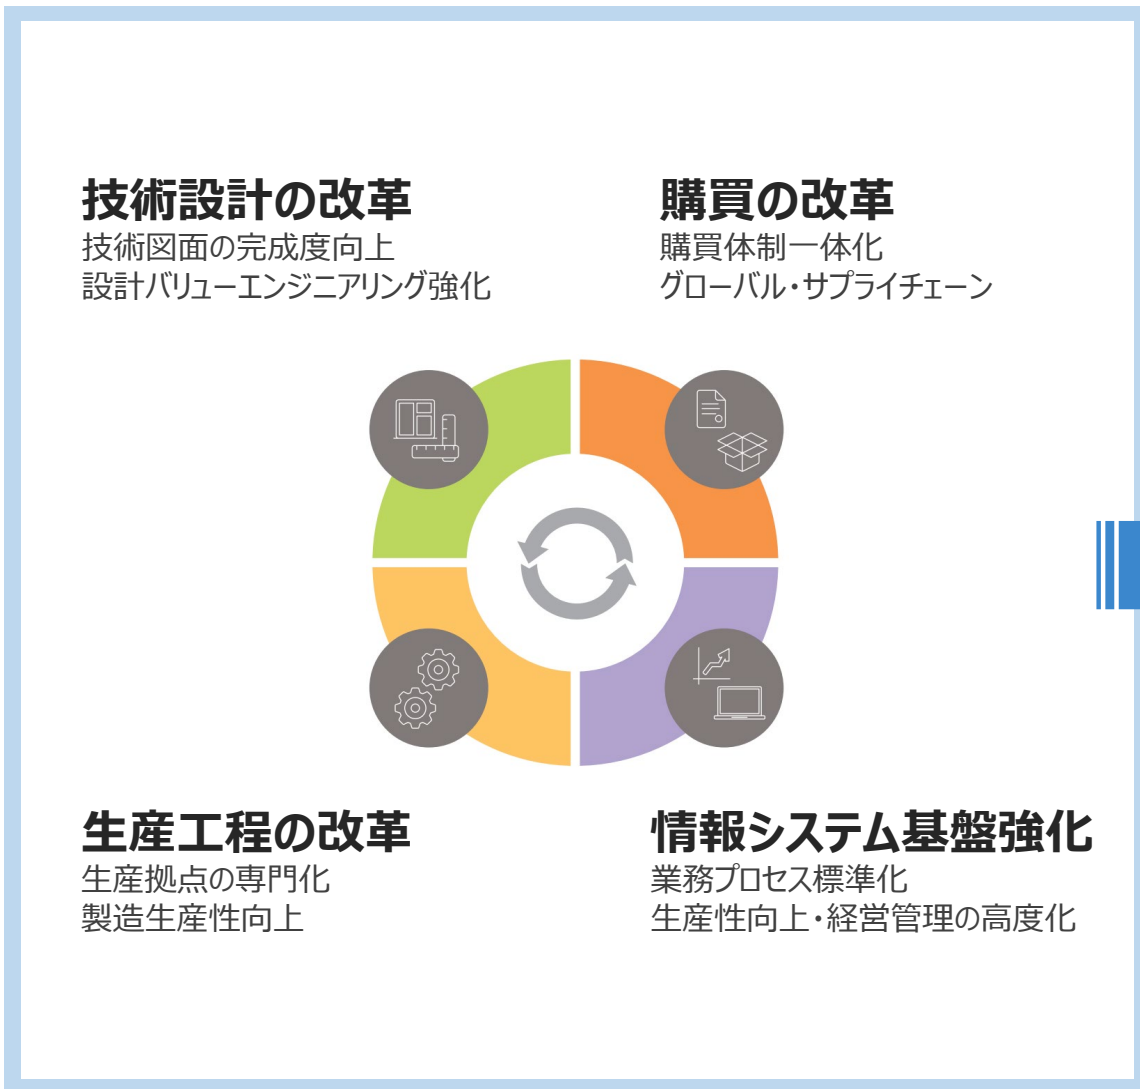 技術設計の改革
技術図面の完成度向上
設計バリューエンジニアリング強化
購買の改革
購買体制一体化
グローバル・サプライチェーン
生産工程の改革
生産拠点の専門化
製造生産性向上
情報システム基盤強化
業務プロセス標準化
生産性向上・経営管理の高度化